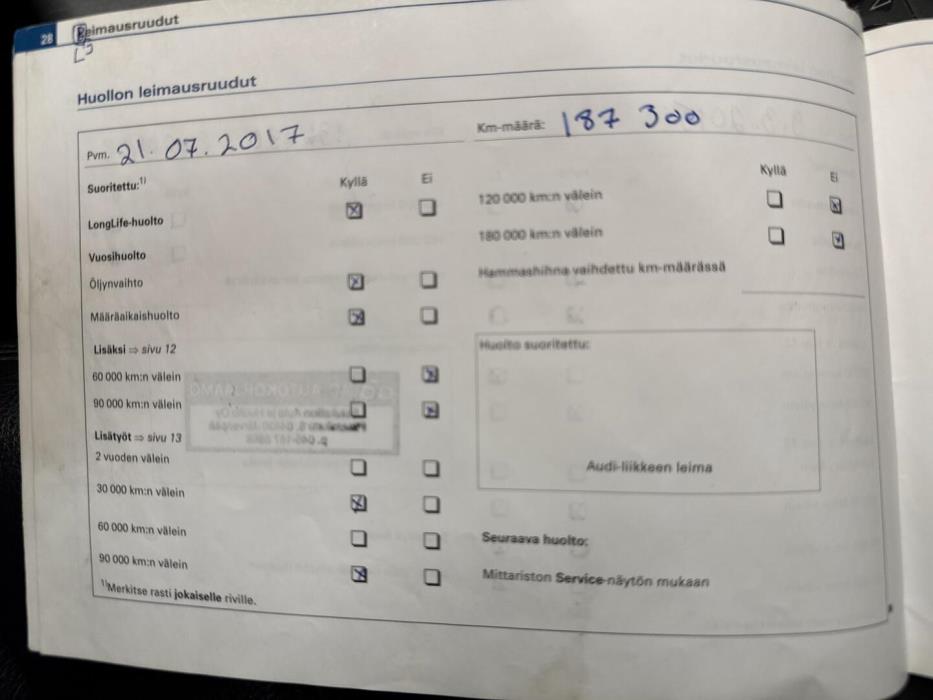 28
Leimausruudut
Huollon leimausruudut
Pvm. 21.07.2017
Km-määrä: 187 300
Suoritettu:1) Kyllä Ei
LongLife-huolto
Vuosihuolto
Öljynvaihto
Määräaikaishuolto
Lisäksi ⇒ sivu 12
60 000 km:n välein
90 000 km:n välein
Lisätyöt ⇒ sivu 13
2 vuoden välein
30 000 km:n välein
60 000 km:n välein
90 000 km:n välein
1)Merkitse rasti jokaiselle riville.
Kyllä Ei
120 000 km:n välein
180 000 km:n välein
Hammashihna vaihdettu km-määrässä
Huolto suoritettu:
Audi-liikkeen leima
Seuraava huolto:
Mittariston Service-näytön mukaan